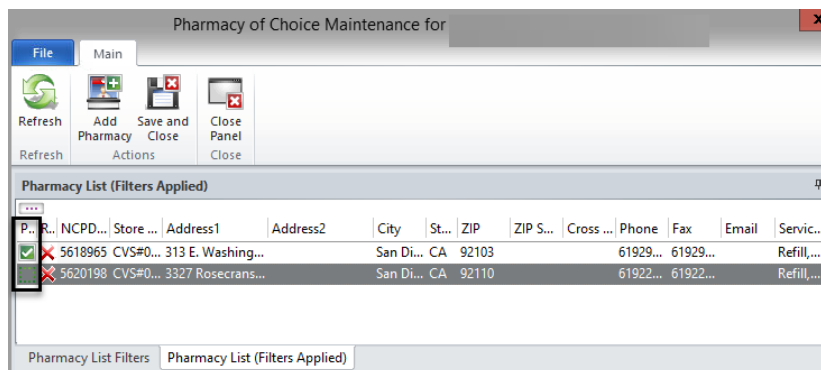 Pharmacy of Choice Maintenance for
File Main
Refresh Add Pharmacy Save and Close Close Panel
Refresh Actions Close
Pharmacy List (Filters Applied)
P.. R.. NCPD... Store ... Address1 Address2 City St... ZIP ZIP S... Cross ... Phone Fax Email Servic...
5618965 CVS#0... 313 E. Washing... San Di... CA 92103 61929... 61929... Refill,...
5620198 CVS#0... 3327 Rosecrans... San Di... CA 92110 61922... 61922... Refill,...
Pharmacy List Filters Pharmacy List (Filters Applied)